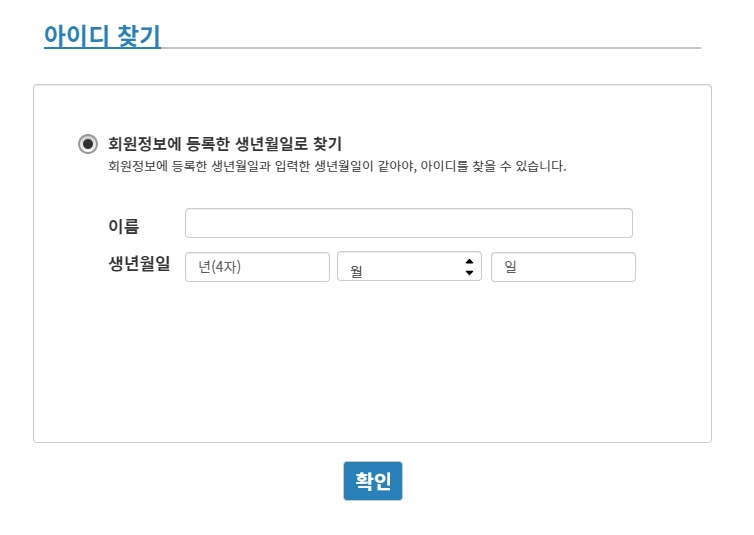 아이디 찾기
회원정보에 등록한 생년월일로 찾기
회원정보에 등록한 생년월일과 입력한 생년월일이 같아야, 아이디를 찾을 수 있습니다.
이름
생년월일 년(4자) 월 일
확인